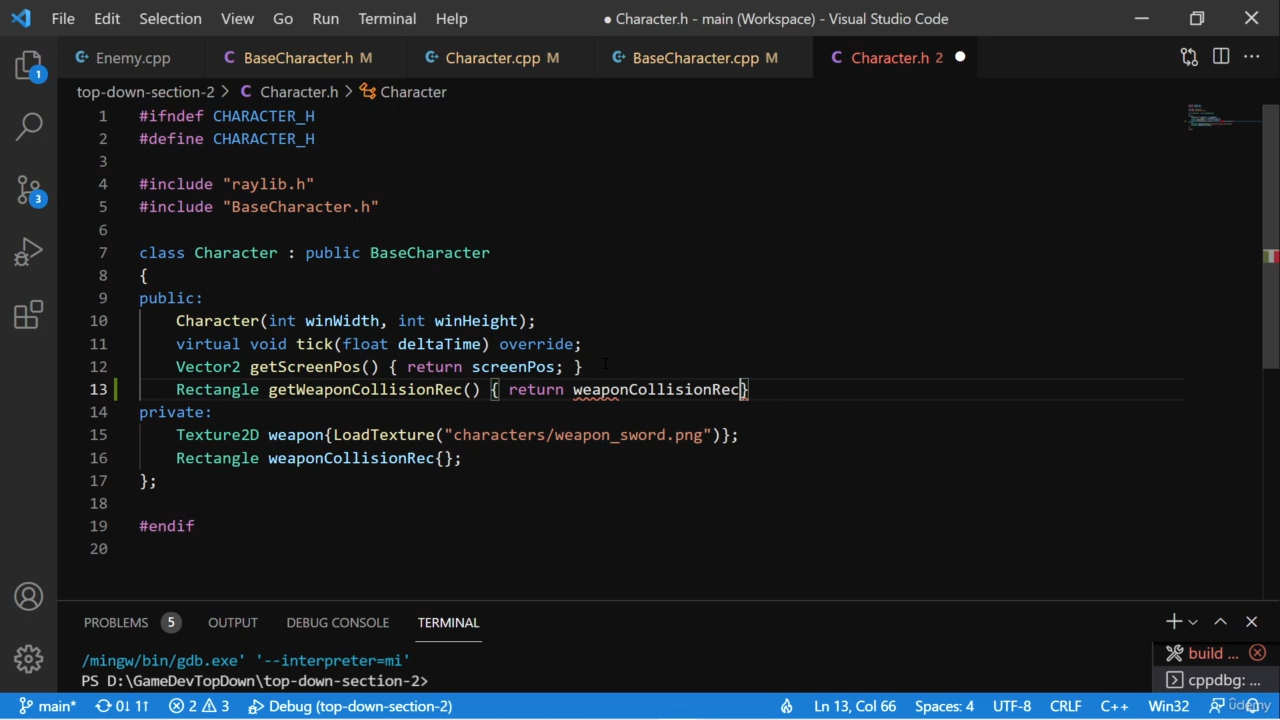 File Edit Selection View Go Run Terminal Help ● Character.h - main (Workspace) - Visual Studio Code
Enemy.cpp BaseCharacter.h M Character.cpp M BaseCharacter.cpp M Character.h 2
top-down-section-2 > C Character.h > Character
1 #ifndef CHARACTER_H
2 #define CHARACTER_H
3
4 #include "raylib.h"
5 #include "BaseCharacter.h"
6
7 class Character : public BaseCharacter
8 {
9 public:
10 Character(int winWidth, int winHeight);
11 virtual void tick(float deltaTime) override;
12 Vector2 getScreenPos() { return screenPos; }
13 Rectangle getWeaponCollisionRec() { return weaponCollisionRec}
14 private:
15 Texture2D weapon{LoadTexture("characters/weapon_sword.png")};
16 Rectangle weaponCollisionRec{};
17 };
18
19 #endif
20
1
3
PROBLEMS 5 OUTPUT DEBUG CONSOLE TERMINAL
/mingw/bin/gdb.exe' '--interpreter=mi'
PS D:\GameDevTopDown\top-down-section-2>
build ...
cppdbg: ...
main* 0↓ 1↑ 2 3 Debug (top-down-section-2) Ln 13, Col 66 Spaces: 4 UTF-8 CRLF C++ Win32
udemy